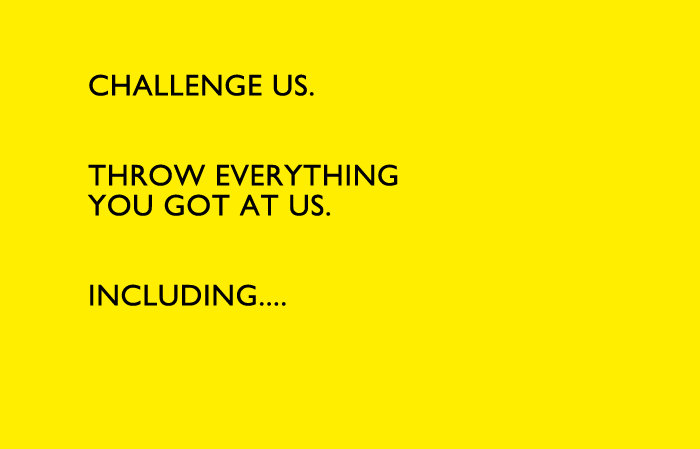 CHALLENGE US.
THROW EVERYTHING
YOU GOT AT US.
INCLUDING....